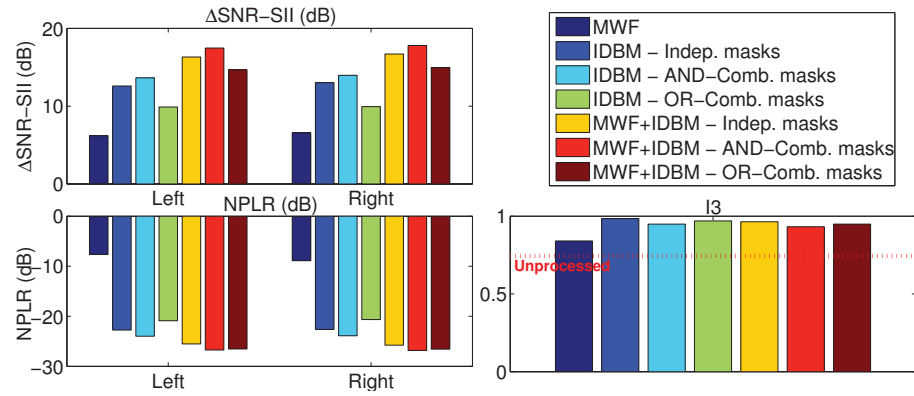 ΔSNR−SII (dB)
ΔSNR−SII (dB)
20
10
0
Left
Right
MWF
IDBM − Indep. masks
IDBM − AND−Comb. masks
IDBM − OR−Comb. masks
MWF+IDBM − Indep. masks
MWF+IDBM − AND−Comb. masks
MWF+IDBM − OR−Comb. masks
NPLR (dB)
NPLR (dB)
0
−10
−20
−30
Left
Right
I3
1
0.5
0
Unprocessed